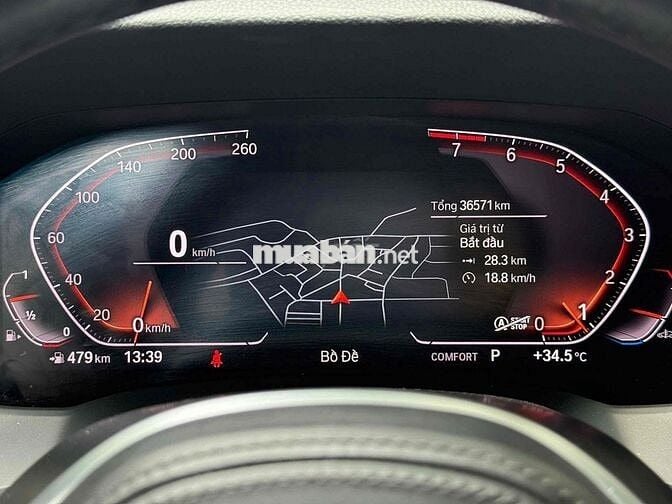 260
200
140
100
60
20
0 km/h
0 km/h
1
½
0
479 km
13:39
muaban.net
Bồ Đề
Tổng 36571 km
Giá trị từ
Bắt đầu
28.3 km
18.8 km/h
7
6
5
4
3
2
1
0
A START
STOP
COMFORT P +34.5 °C